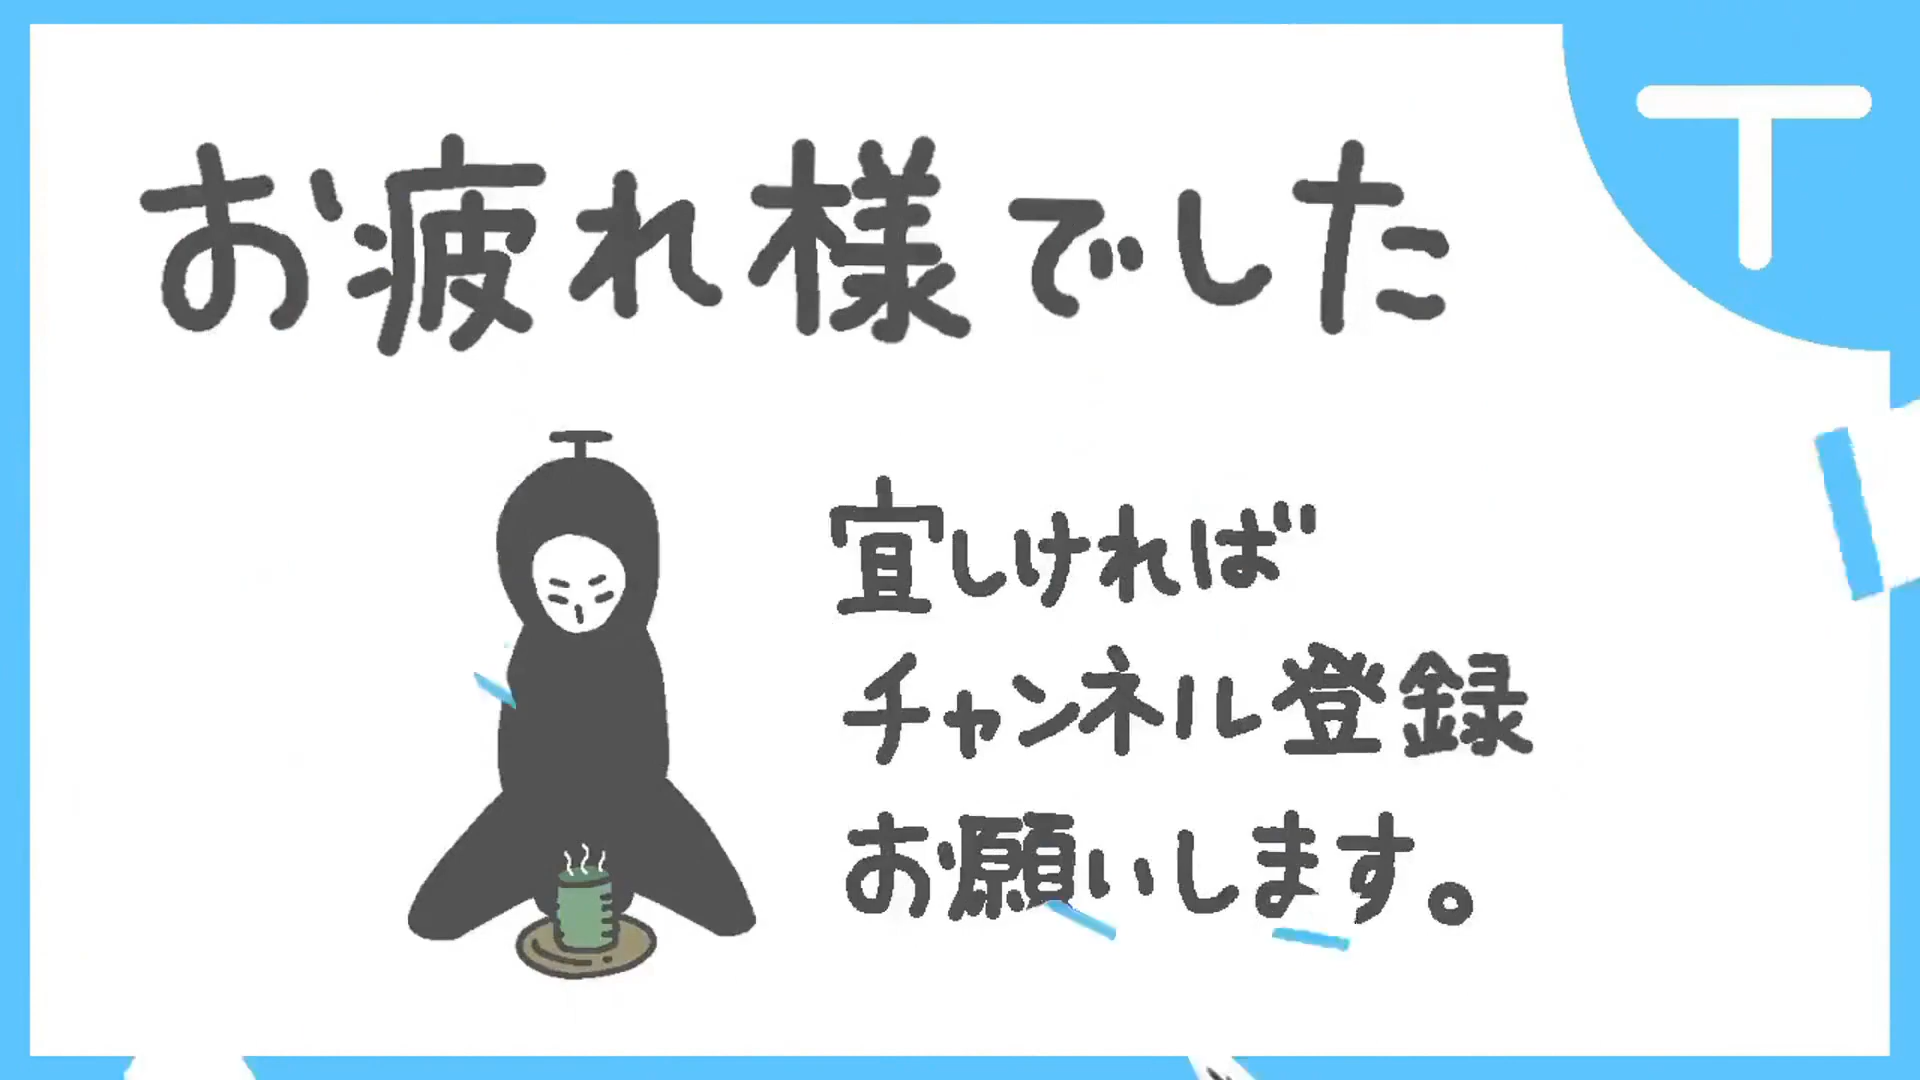 お疲れ様でした
T
宜しければ
チャンネル登録
お願いします。